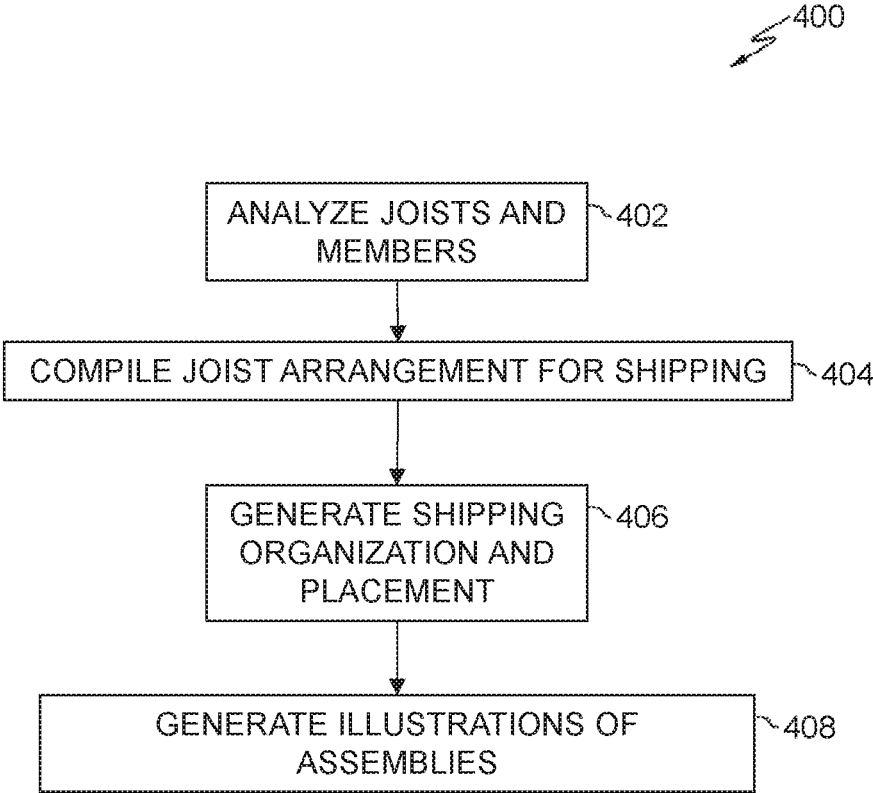 400
ANALYZE JOISTS AND
MEMBERS
402
COMPILE JOIST ARRANGEMENT FOR SHIPPING
404
GENERATE SHIPPING
ORGANIZATION AND
PLACEMENT
406
GENERATE ILLUSTRATIONS OF
ASSEMBLIES
408